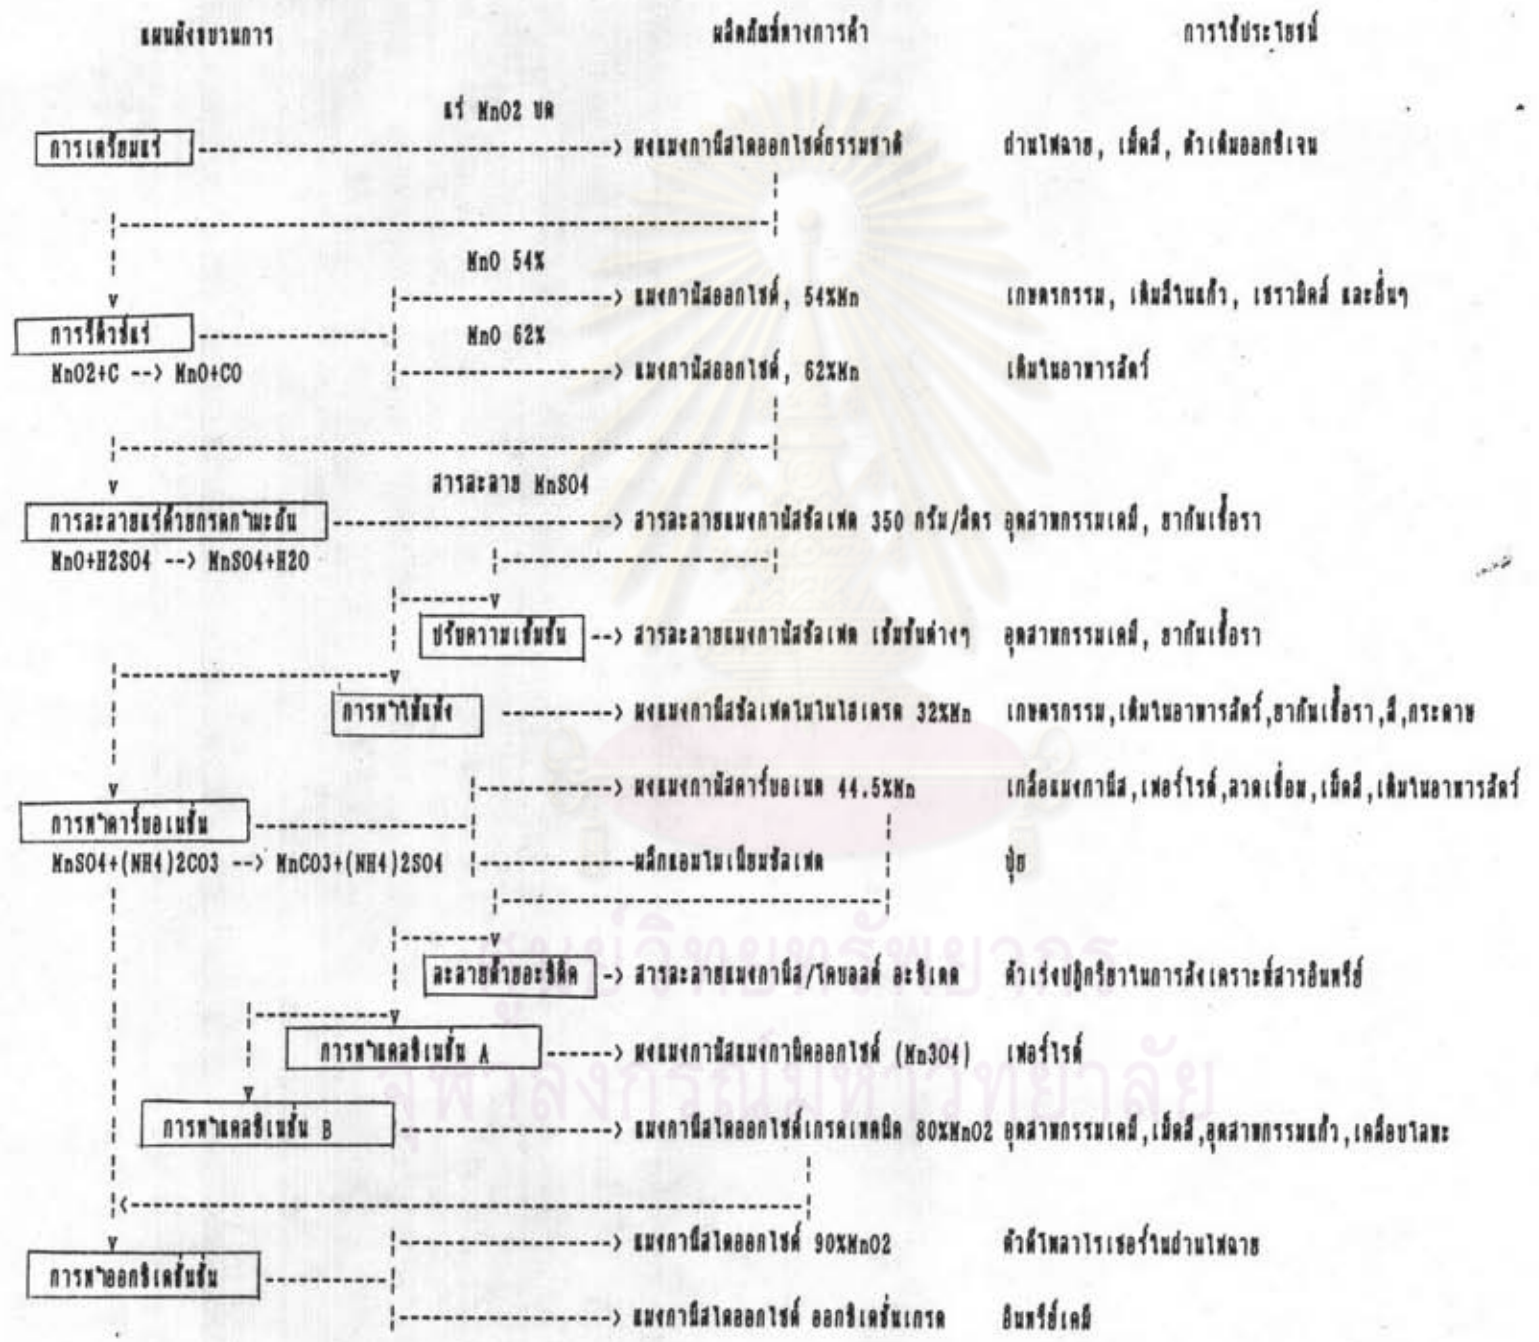 แผนผังขบวนการ ผลิตภัณฑ์ทางการค้า การใช้ประโยชน์
แร่ MnO2 บด
การเตรียมแร่ ---> ผงแมงกานีสไดออกไซด์ธรรมชาติ ถ่านไฟฉาย, เม็ดสี, ตัวเติมออกซิเจน
MnO 54%
---> แมงกานัสออกไซด์, 54%Mn เกษตรกรรม, เติมสีในแก้ว, เซรามิคส์ และอื่นๆ
การรีดิวซ์แร่ MnO 62%
MnO2+C --> MnO+CO ---> แมงกานัสออกไซด์, 62%Mn เติมในอาหารสัตว์
สารละลาย MnSO4
การละลายแร่ด้วยกรดกำมะถัน ---> สารละลายแมงกานัสซัลเฟต 350 กรัม/ลิตร อุตสาหกรรมเคมี, ยากันเชื้อรา
MnO+H2SO4 --> MnSO4+H2O
ปรับความเข้มข้น --> สารละลายแมงกานัสซัลเฟต เข้มข้นต่างๆ อุตสาหกรรมเคมี, ยากันเชื้อรา
การทำให้แห้ง ---> ผงแมงกานีสซัลเฟตโมโนไฮเดรต 32%Mn เกษตรกรรม,เติมในอาหารสัตว์,ยากันเชื้อรา,สี,กระดาษ
---> ผงแมงกานัสคาร์บอเนต 44.5%Mn เกลือแมงกานีส,เฟอร์ไรต์,ลวดเชื่อม,เม็ดสี,เติมในอาหารสัตว์
การทำคาร์บอเนชั่น
MnSO4+(NH4)2CO3 --> MnCO3+(NH4)2SO4 ---ผลึกแอมโมเนียมซัลเฟต ปุ๋ย
ละลายด้วยอะซิติค -> สารละลายแมงกานีส/โคบอลต์ อะซิเตต ตัวเร่งปฏิกริยาในการสังเคราะห์สารอินทรีย์
การทำแคลซิเนชั่น A ---> ผงแมงกานัสแมงกานิคออกไซด์ (Mn3O4) เฟอร์ไรต์
การทำแคลซิเนชั่น B ---> แมงกานีสไดออกไซด์เกรดเทคนิค 80%MnO2 อุตสาหกรรมเคมี,เม็ดสี,อุตสาหกรรมแก้ว,เคลือบโลหะ
---> แมงกานีสไดออกไซด์ 90%MnO2 ตัวดีโพลาไรเซอร์ในถ่านไฟฉาย
การทำออกซิเดชั่นชั่น
---> แมงกานีสไดออกไซด์ ออกซิเดชั่นเกรด อินทรีย์เคมี
ศูนย์วิทยทรัพยากร
จุฬาลงกรณ์มหาวิทยาลัย